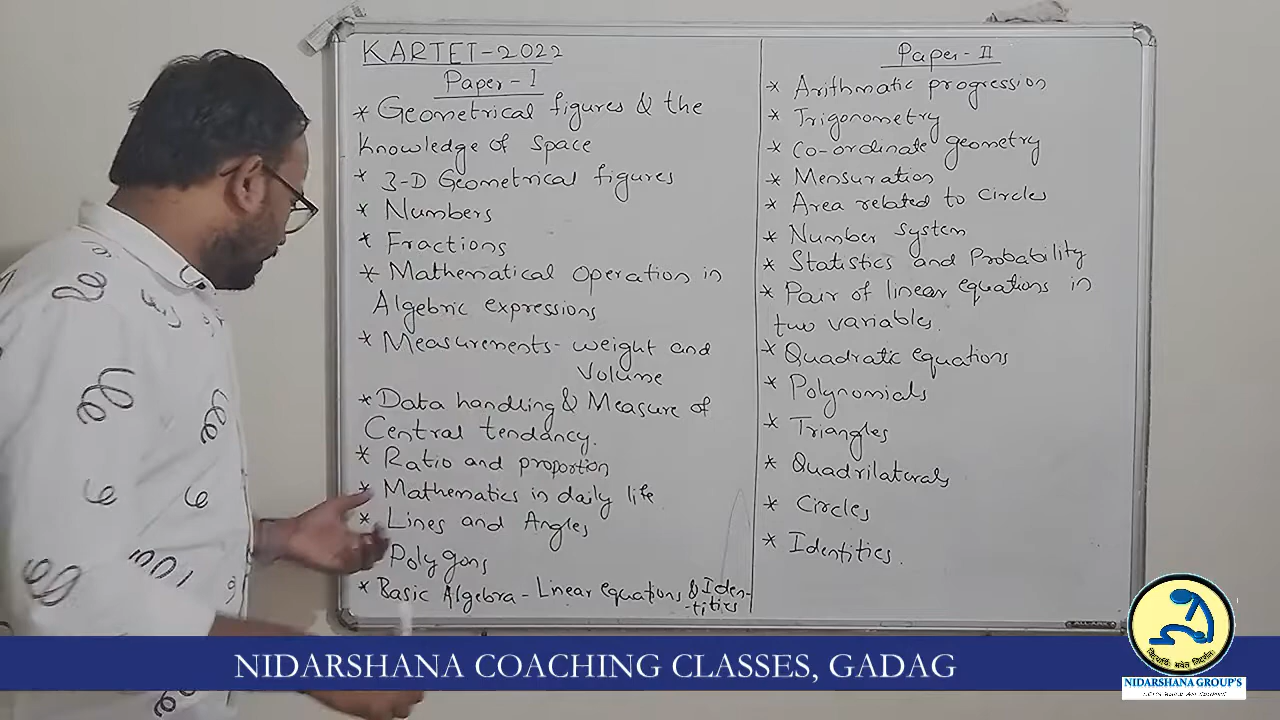 KARTET-2022
Paper - I
* Geometrical figures & the
knowledge of space
* 3-D Geometrical figures
* Numbers
* Fractions
* Mathematical Operation in
Algebric expressions
* Measurements - weight and
Volume
* Data handling & Measure of
Central tendancy.
* Ratio and proportion
* Mathematics in daily life
* Lines and Angles
Polygons
* Basic Algebra - Linear equations & Iden-
-tities
Paper - II
* Arithmatic progression
* Trigonometry
* Co-ordinate geometry
* Mensuration
* Area related to circles
* Number system
* Statistics and Probability
* Pair of linear equations in
two variables.
* Quadratic equations
* Polynomials
* Triangles
* Quadrilaterals
* Circles
* Identities.
NIDARSHANA COACHING CLASSES, GADAG
NIDARSHANA GROUP'S